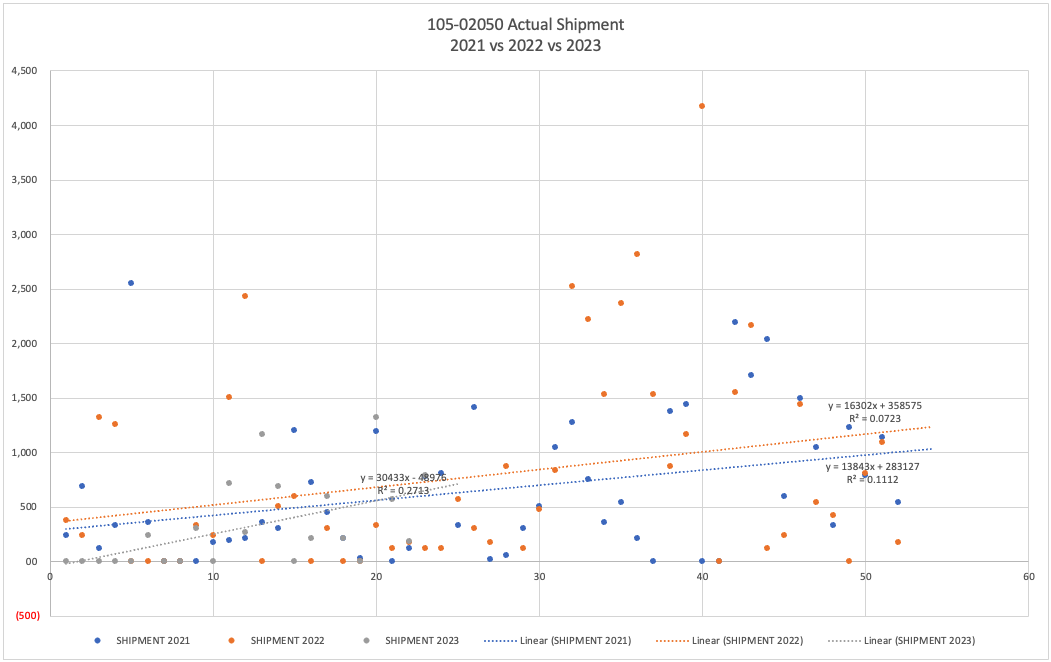 105-02050 Actual Shipment
2021 vs 2022 vs 2023
4,500
4,000
3,500
3,000
2,500
2,000
1,500
1,000
500
00
(500)
0
10
20
30
40
50
60
y = 16302x + 358575
R² = 0.0723
y = 13843x + 283127
R² = 0.1112
y = 30433x - 48976
R² = 0.2713
SHIPMENT 2021
SHIPMENT 2022
SHIPMENT 2023
Linear (SHIPMENT 2021)
Linear (SHIPMENT 2022)
Linear (SHIPMENT 2023)